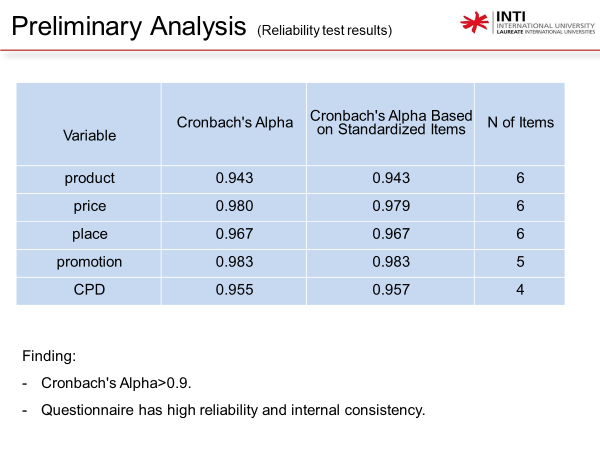 Preliminary Analysis (Reliability test results)
INTI
INTERNATIONAL UNIVERSITY
LAUREATE INTERNATIONAL UNIVERSITIES
Variable Cronbach's Alpha Cronbach's Alpha Based on Standardized Items N of Items
product 0.943 0.943 6
price 0.980 0.979 6
place 0.967 0.967 6
promotion 0.983 0.983 5
CPD 0.955 0.957 4
Finding:
- Cronbach's Alpha>0.9.
- Questionnaire has high reliability and internal consistency.